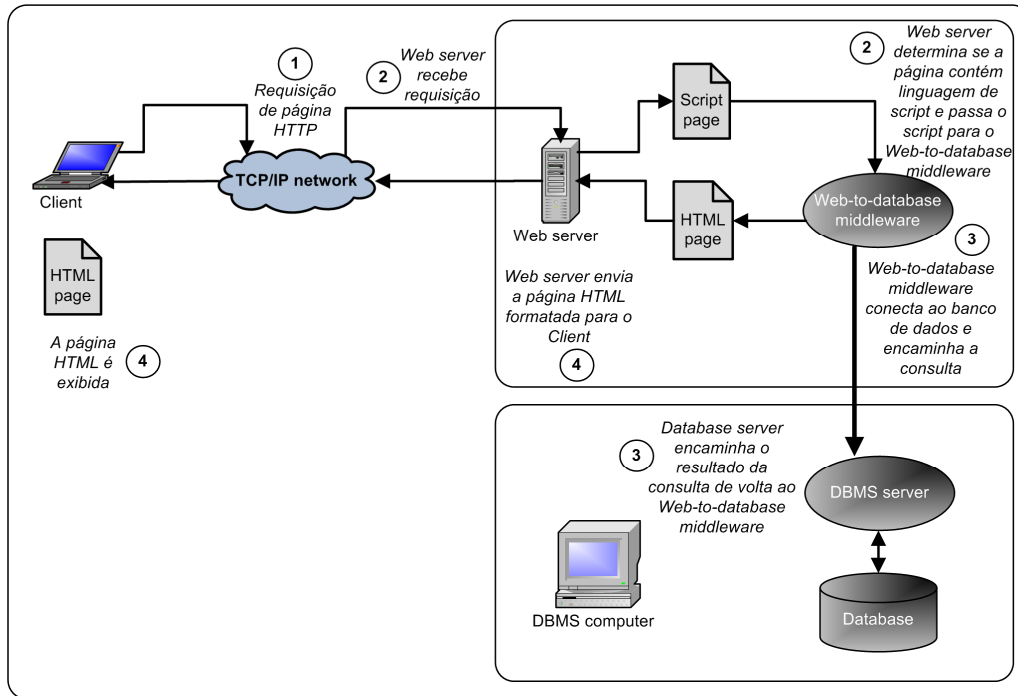 1
Requisição
de página
HTTP
2
Web server
recebe
requisição
Client
TCP/IP network
HTML
page
A página
HTML é
exibida
4
Web server
Script
page
HTML
page
2
Web server
determina se a
página contém
linguagem de
script e passa o
script para o
Web-to-database
middleware
Web-to-database
middleware
3
Web-to-database
middleware
conecta ao banco
de dados e
encaminha a
consulta
Web server envia
a página HTML
formatada para o
Client
4
3
Database server
encaminha o
resultado da
consulta de volta ao
Web-to-database
middleware
DBMS server
DBMS computer
Database